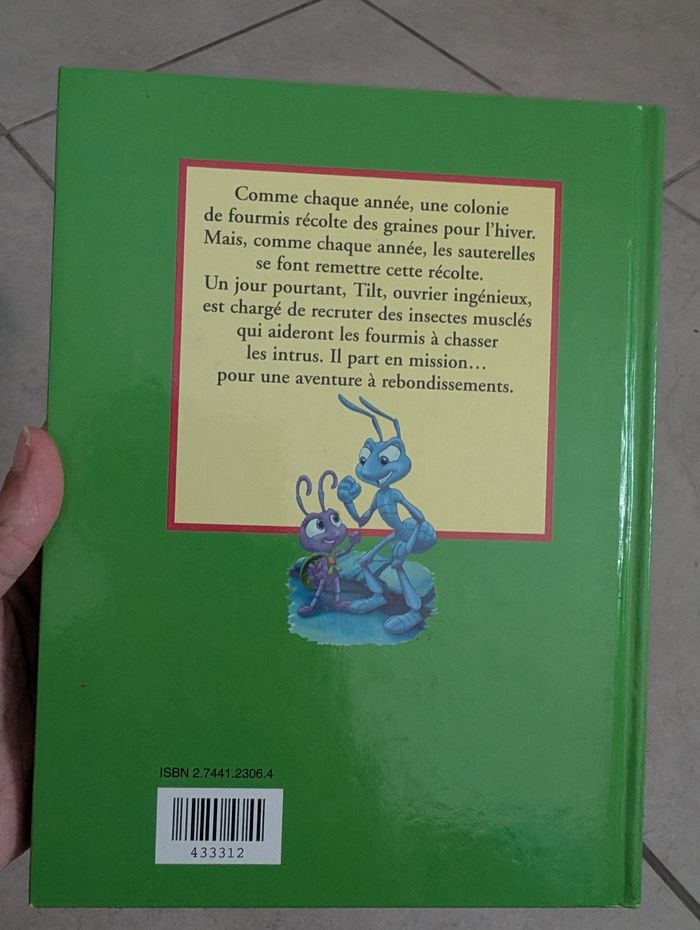 Comme chaque année, une colonie
de fourmis récolte des graines pour l'hiver.
Mais, comme chaque année, les sauterelles
se font remettre cette récolte.
Un jour pourtant, Tilt, ouvrier ingénieux,
est chargé de recruter des insectes musclés
qui aideront les fourmis à chasser
les intrus. Il part en mission...
pour une aventure à rebondissements.
ISBN 2.7441.2306.4
433312